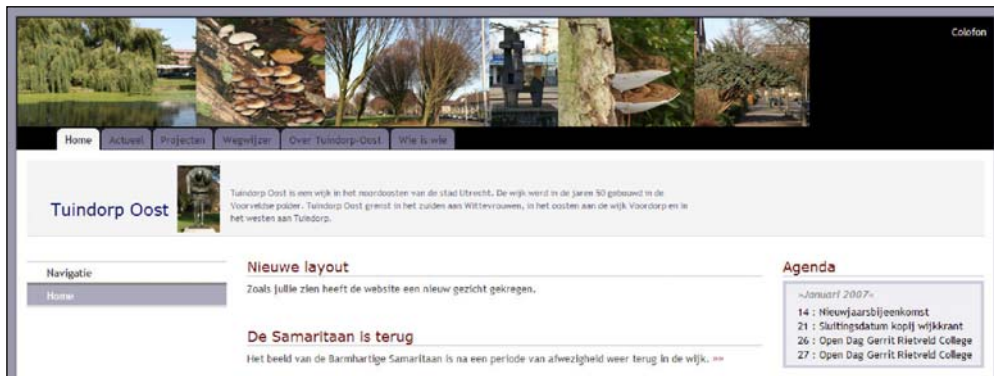 Colofon
Home Actueel Projecten Wegwijzer Over Tuindorp-Oost Wie is wie
Tuindorp Oost
Tuindorp Oost is een wijk in het noordoosten van de stad Utrecht. De wijk werd in de jaren 50 gebouwd in de
Voorveldse polder. Tuindorp Oost grenst in het zuiden aan Wittevrouwen, in het oosten aan de wijk Voordorp en in
het westen aan Tuindorp.
Navigatie
Home
Nieuwe layout
Zoals jullie zien heeft de website een nieuw gezicht gekregen.
De Samaritaan is terug
Het beeld van de Barmhartige Samaritaan is na een periode van afwezigheid weer terug in de wijk. »»
Agenda
«Januari 2007»
14 : Nieuwjaarsbijeenkomst
21 : Sluitingsdatum kopij wijkkrant
26 : Open Dag Gerrit Rietveld College
27 : Open Dag Gerrit Rietveld College